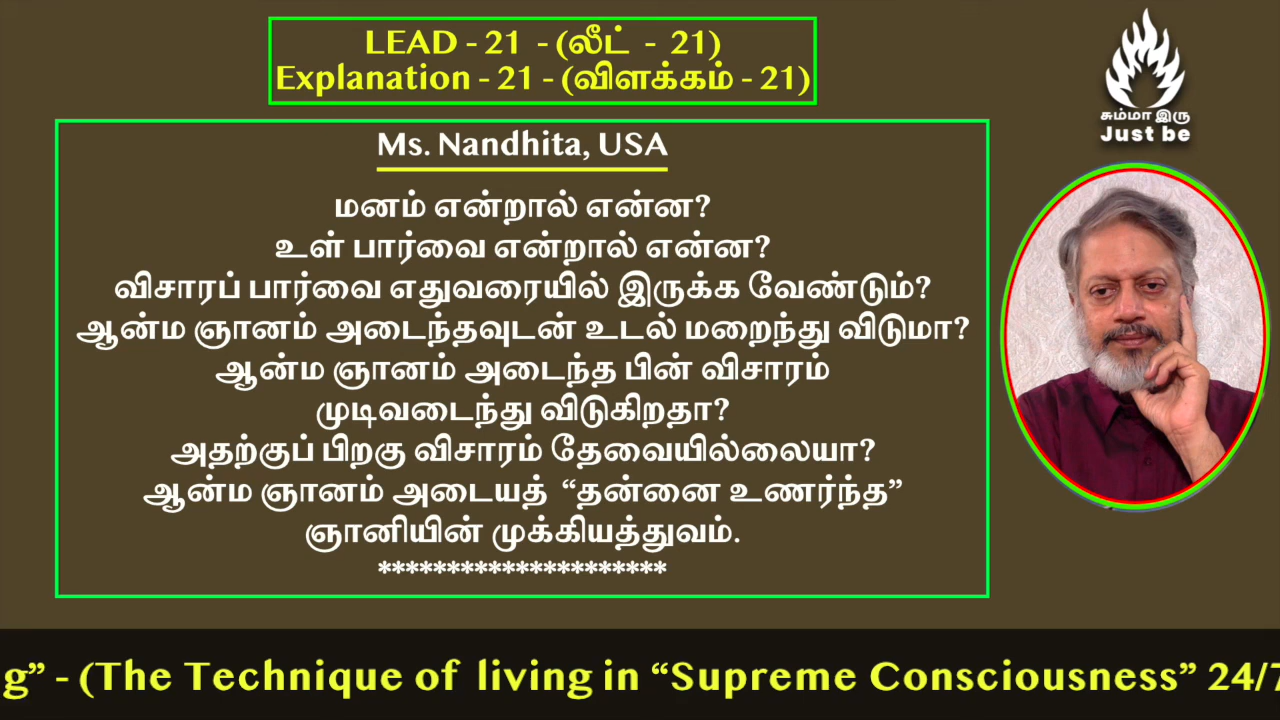 LEAD - 21 - (லீட் - 21)
Explanation - 21 - (விளக்கம் - 21)
சும்மா இரு
Just be
Ms. Nandhita, USA
மனம் என்றால் என்ன?
உள் பார்வை என்றால் என்ன?
விசாரப் பார்வை எதுவரையில் இருக்க வேண்டும்?
ஆன்ம ஞானம் அடைந்தவுடன் உடல் மறைந்து விடுமா?
ஆன்ம ஞானம் அடைந்த பின் விசாரம்
முடிவடைந்து விடுகிறதா?
அதற்குப் பிறகு விசாரம் தேவையில்லையா?
ஆன்ம ஞானம் அடையத் “தன்னை உணர்ந்த”
ஞானியின் முக்கியத்துவம்.
*********************
g” - (The Technique of living in “Supreme Consciousness” 24/7